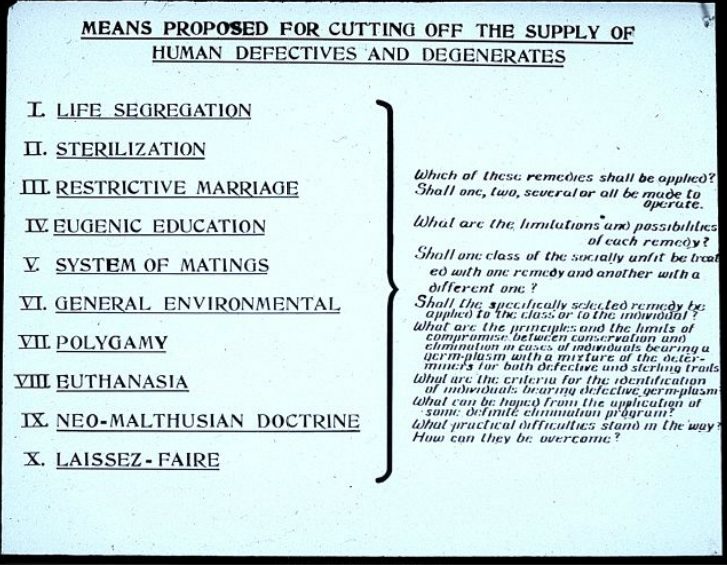 MEANS PROPOSED FOR CUTTING OFF THE SUPPLY OF
HUMAN DEFECTIVES AND DEGENERATES
I. LIFE SEGREGATION
II. STERILIZATION
III. RESTRICTIVE MARRIAGE
IV. EUGENIC EDUCATION
V. SYSTEM OF MATINGS
VI. GENERAL ENVIRONMENTAL
VII. POLYGAMY
VIII. EUTHANASIA
IX. NEO-MALTHUSIAN DOCTRINE
X. LAISSEZ-FAIRE
Which of these remedies shall be applied?
Shall one, two, several or all be made to
operate.
What are the limitations and possibilities
of each remedy?
Shall one class of the socially unfit be treat
ed with one remedy and another with a
different one?
Shall the specifically selected remedy be
applied to the class or to the individual?
What are the principles and the limits of
compromise between conservation and
elimination in cases of individuals bearing a
germ-plasm with a mixture of the deter-
miners for both defective and sterling traits
What are the criteria for the identification
of individuals bearing defective germ-plasm
What can be hoped from the application of
some definite elimination program?
What practical difficulties stand in the way?
How can they be overcome?